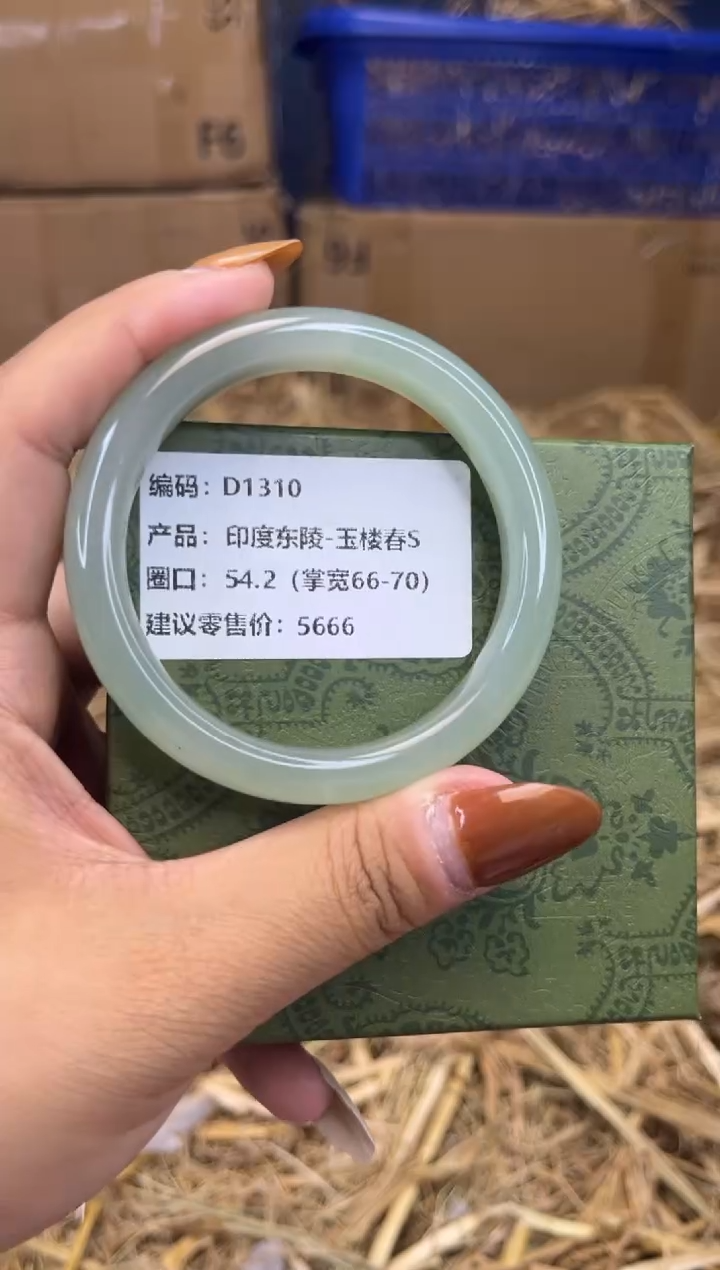 F6
编码：D1310
产品：印度东陵-玉楼春S
圈口：54.2（掌宽66-70）
建议零售价：5666